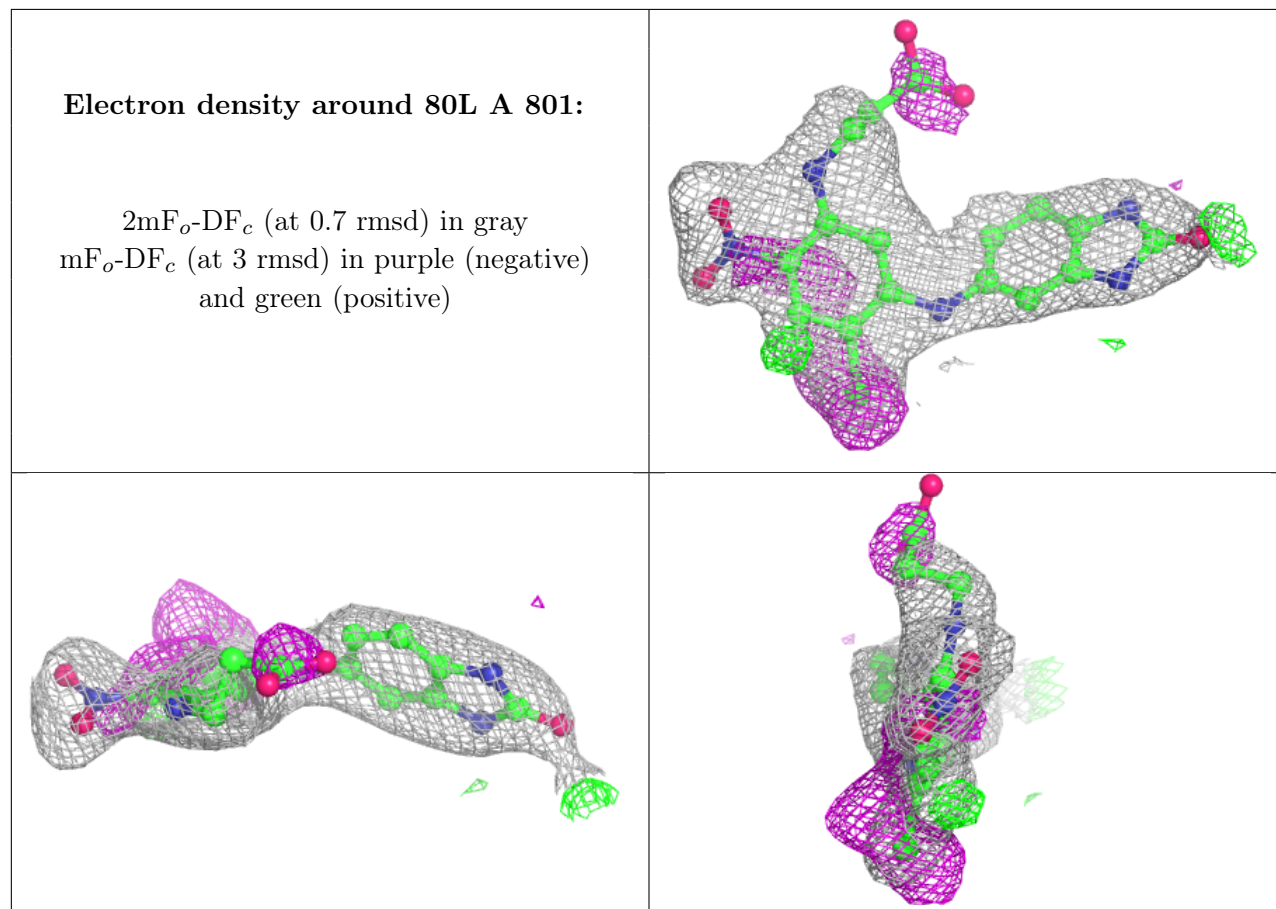 Electron density around 80L A 801:
2mFo-DFc (at 0.7 rmsd) in gray
mFo-DFc (at 3 rmsd) in purple (negative)
and green (positive)